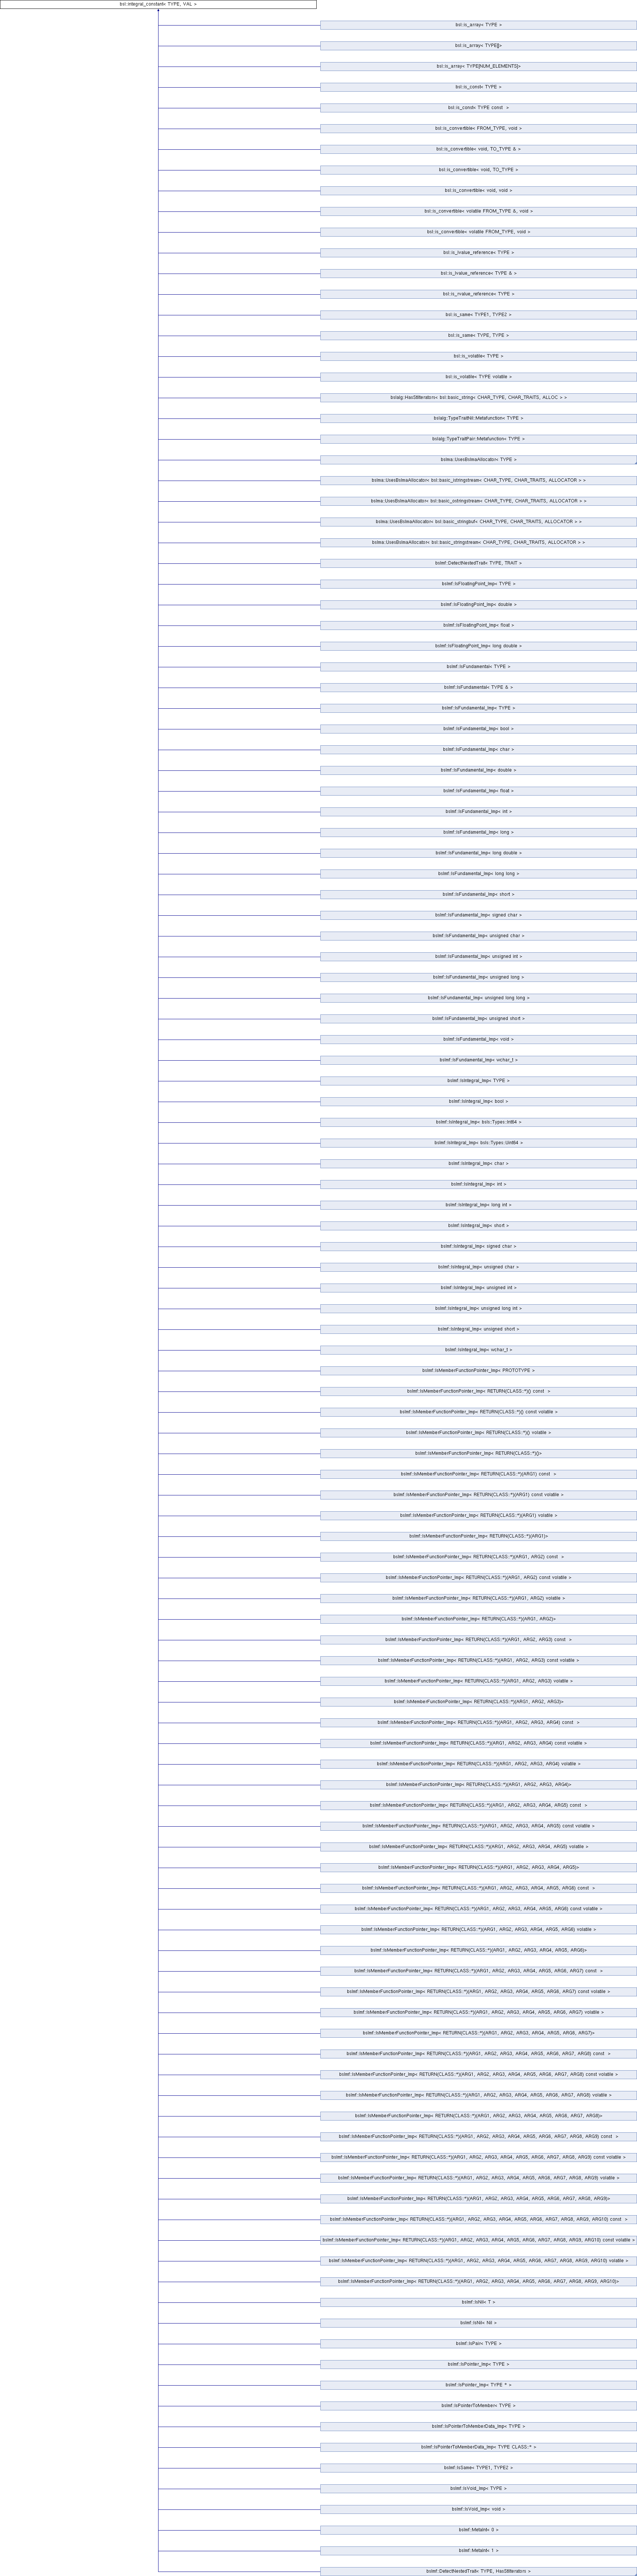 bsl::integral_constant< TYPE, VAL >
bsl::is_array< TYPE >
bsl::is_array< TYPE[]>
bsl::is_array< TYPE[NUM_ELEMENTS]>
bsl::is_const< TYPE >
bsl::is_const< TYPE const  >
bsl::is_convertible< FROM_TYPE, void >
bsl::is_convertible< void, TO_TYPE & >
bsl::is_convertible< void, TO_TYPE >
bsl::is_convertible< void, void >
bsl::is_convertible< volatile FROM_TYPE &, void >
bsl::is_convertible< volatile FROM_TYPE, void >
bsl::is_lvalue_reference< TYPE >
bsl::is_lvalue_reference< TYPE & >
bsl::is_rvalue_reference< TYPE >
bsl::is_same< TYPE1, TYPE2 >
bsl::is_same< TYPE, TYPE >
bsl::is_volatile< TYPE >
bsl::is_volatile< TYPE volatile >
bslalg::HasStlIterators< bsl::basic_string< CHAR_TYPE, CHAR_TRAITS, ALLOC > >
bslalg::TypeTraitNil::Metafunction< TYPE >
bslalg::TypeTraitPair::Metafunction< TYPE >
bslma::UsesBslmaAllocator< TYPE >
bslma::UsesBslmaAllocator< bsl::basic_istringstream< CHAR_TYPE, CHAR_TRAITS, ALLOCATOR > >
bslma::UsesBslmaAllocator< bsl::basic_ostringstream< CHAR_TYPE, CHAR_TRAITS, ALLOCATOR > >
bslma::UsesBslmaAllocator< bsl::basic_stringbuf< CHAR_TYPE, CHAR_TRAITS, ALLOCATOR > >
bslma::UsesBslmaAllocator< bsl::basic_stringstream< CHAR_TYPE, CHAR_TRAITS, ALLOCATOR > >
bslmf::DetectNestedTrait< TYPE, TRAIT >
bslmf::IsFloatingPoint_Imp< TYPE >
bslmf::IsFloatingPoint_Imp< double >
bslmf::IsFloatingPoint_Imp< float >
bslmf::IsFloatingPoint_Imp< long double >
bslmf::IsFundamental< TYPE >
bslmf::IsFundamental< TYPE & >
bslmf::IsFundamental_Imp< TYPE >
bslmf::IsFundamental_Imp< bool >
bslmf::IsFundamental_Imp< char >
bslmf::IsFundamental_Imp< double >
bslmf::IsFundamental_Imp< float >
bslmf::IsFundamental_Imp< int >
bslmf::IsFundamental_Imp< long >
bslmf::IsFundamental_Imp< long double >
bslmf::IsFundamental_Imp< long long >
bslmf::IsFundamental_Imp< short >
bslmf::IsFundamental_Imp< signed char >
bslmf::IsFundamental_Imp< unsigned char >
bslmf::IsFundamental_Imp< unsigned int >
bslmf::IsFundamental_Imp< unsigned long >
bslmf::IsFundamental_Imp< unsigned long long >
bslmf::IsFundamental_Imp< unsigned short >
bslmf::IsFundamental_Imp< void >
bslmf::IsFundamental_Imp< wchar_t >
bslmf::IsIntegral_Imp< TYPE >
bslmf::IsIntegral_Imp< bool >
bslmf::IsIntegral_Imp< bsls::Types::Int64 >
bslmf::IsIntegral_Imp< bsls::Types::Uint64 >
bslmf::IsIntegral_Imp< char >
bslmf::IsIntegral_Imp< int >
bslmf::IsIntegral_Imp< long int >
bslmf::IsIntegral_Imp< short >
bslmf::IsIntegral_Imp< signed char >
bslmf::IsIntegral_Imp< unsigned char >
bslmf::IsIntegral_Imp< unsigned int >
bslmf::IsIntegral_Imp< unsigned long int >
bslmf::IsIntegral_Imp< unsigned short >
bslmf::IsIntegral_Imp< wchar_t >
bslmf::IsMemberFunctionPointer_Imp< PROTOTYPE >
bslmf::IsMemberFunctionPointer_Imp< RETURN(CLASS::*)() const  >
bslmf::IsMemberFunctionPointer_Imp< RETURN(CLASS::*)() const volatile >
bslmf::IsMemberFunctionPointer_Imp< RETURN(CLASS::*)() volatile >
bslmf::IsMemberFunctionPointer_Imp< RETURN(CLASS::*)()>
bslmf::IsMemberFunctionPointer_Imp< RETURN(CLASS::*)(ARG1) const  >
bslmf::IsMemberFunctionPointer_Imp< RETURN(CLASS::*)(ARG1) const volatile >
bslmf::IsMemberFunctionPointer_Imp< RETURN(CLASS::*)(ARG1) volatile >
bslmf::IsMemberFunctionPointer_Imp< RETURN(CLASS::*)(ARG1)>
bslmf::IsMemberFunctionPointer_Imp< RETURN(CLASS::*)(ARG1, ARG2) const  >
bslmf::IsMemberFunctionPointer_Imp< RETURN(CLASS::*)(ARG1, ARG2) const volatile >
bslmf::IsMemberFunctionPointer_Imp< RETURN(CLASS::*)(ARG1, ARG2) volatile >
bslmf::IsMemberFunctionPointer_Imp< RETURN(CLASS::*)(ARG1, ARG2)>
bslmf::IsMemberFunctionPointer_Imp< RETURN(CLASS::*)(ARG1, ARG2, ARG3) const  >
bslmf::IsMemberFunctionPointer_Imp< RETURN(CLASS::*)(ARG1, ARG2, ARG3) const volatile >
bslmf::IsMemberFunctionPointer_Imp< RETURN(CLASS::*)(ARG1, ARG2, ARG3) volatile >
bslmf::IsMemberFunctionPointer_Imp< RETURN(CLASS::*)(ARG1, ARG2, ARG3)>
bslmf::IsMemberFunctionPointer_Imp< RETURN(CLASS::*)(ARG1, ARG2, ARG3, ARG4) const  >
bslmf::IsMemberFunctionPointer_Imp< RETURN(CLASS::*)(ARG1, ARG2, ARG3, ARG4) const volatile >
bslmf::IsMemberFunctionPointer_Imp< RETURN(CLASS::*)(ARG1, ARG2, ARG3, ARG4) volatile >
bslmf::IsMemberFunctionPointer_Imp< RETURN(CLASS::*)(ARG1, ARG2, ARG3, ARG4)>
bslmf::IsMemberFunctionPointer_Imp< RETURN(CLASS::*)(ARG1, ARG2, ARG3, ARG4, ARG5) const  >
bslmf::IsMemberFunctionPointer_Imp< RETURN(CLASS::*)(ARG1, ARG2, ARG3, ARG4, ARG5) const volatile >
bslmf::IsMemberFunctionPointer_Imp< RETURN(CLASS::*)(ARG1, ARG2, ARG3, ARG4, ARG5) volatile >
bslmf::IsMemberFunctionPointer_Imp< RETURN(CLASS::*)(ARG1, ARG2, ARG3, ARG4, ARG5)>
bslmf::IsMemberFunctionPointer_Imp< RETURN(CLASS::*)(ARG1, ARG2, ARG3, ARG4, ARG5, ARG6) const  >
bslmf::IsMemberFunctionPointer_Imp< RETURN(CLASS::*)(ARG1, ARG2, ARG3, ARG4, ARG5, ARG6) const volatile >
bslmf::IsMemberFunctionPointer_Imp< RETURN(CLASS::*)(ARG1, ARG2, ARG3, ARG4, ARG5, ARG6) volatile >
bslmf::IsMemberFunctionPointer_Imp< RETURN(CLASS::*)(ARG1, ARG2, ARG3, ARG4, ARG5, ARG6)>
bslmf::IsMemberFunctionPointer_Imp< RETURN(CLASS::*)(ARG1, ARG2, ARG3, ARG4, ARG5, ARG6, ARG7) const  >
bslmf::IsMemberFunctionPointer_Imp< RETURN(CLASS::*)(ARG1, ARG2, ARG3, ARG4, ARG5, ARG6, ARG7) const volatile >
bslmf::IsMemberFunctionPointer_Imp< RETURN(CLASS::*)(ARG1, ARG2, ARG3, ARG4, ARG5, ARG6, ARG7) volatile >
bslmf::IsMemberFunctionPointer_Imp< RETURN(CLASS::*)(ARG1, ARG2, ARG3, ARG4, ARG5, ARG6, ARG7)>
bslmf::IsMemberFunctionPointer_Imp< RETURN(CLASS::*)(ARG1, ARG2, ARG3, ARG4, ARG5, ARG6, ARG7, ARG8) const  >
bslmf::IsMemberFunctionPointer_Imp< RETURN(CLASS::*)(ARG1, ARG2, ARG3, ARG4, ARG5, ARG6, ARG7, ARG8) const volatile >
bslmf::IsMemberFunctionPointer_Imp< RETURN(CLASS::*)(ARG1, ARG2, ARG3, ARG4, ARG5, ARG6, ARG7, ARG8) volatile >
bslmf::IsMemberFunctionPointer_Imp< RETURN(CLASS::*)(ARG1, ARG2, ARG3, ARG4, ARG5, ARG6, ARG7, ARG8)>
bslmf::IsMemberFunctionPointer_Imp< RETURN(CLASS::*)(ARG1, ARG2, ARG3, ARG4, ARG5, ARG6, ARG7, ARG8, ARG9) const  >
bslmf::IsMemberFunctionPointer_Imp< RETURN(CLASS::*)(ARG1, ARG2, ARG3, ARG4, ARG5, ARG6, ARG7, ARG8, ARG9) const volatile >
bslmf::IsMemberFunctionPointer_Imp< RETURN(CLASS::*)(ARG1, ARG2, ARG3, ARG4, ARG5, ARG6, ARG7, ARG8, ARG9) volatile >
bslmf::IsMemberFunctionPointer_Imp< RETURN(CLASS::*)(ARG1, ARG2, ARG3, ARG4, ARG5, ARG6, ARG7, ARG8, ARG9)>
bslmf::IsMemberFunctionPointer_Imp< RETURN(CLASS::*)(ARG1, ARG2, ARG3, ARG4, ARG5, ARG6, ARG7, ARG8, ARG9, ARG10) const  >
bslmf::IsMemberFunctionPointer_Imp< RETURN(CLASS::*)(ARG1, ARG2, ARG3, ARG4, ARG5, ARG6, ARG7, ARG8, ARG9, ARG10) const volatile >
bslmf::IsMemberFunctionPointer_Imp< RETURN(CLASS::*)(ARG1, ARG2, ARG3, ARG4, ARG5, ARG6, ARG7, ARG8, ARG9, ARG10) volatile >
bslmf::IsMemberFunctionPointer_Imp< RETURN(CLASS::*)(ARG1, ARG2, ARG3, ARG4, ARG5, ARG6, ARG7, ARG8, ARG9, ARG10)>
bslmf::IsNil< T >
bslmf::IsNil< Nil >
bslmf::IsPair< TYPE >
bslmf::IsPointer_Imp< TYPE >
bslmf::IsPointer_Imp< TYPE * >
bslmf::IsPointerToMember< TYPE >
bslmf::IsPointerToMemberData_Imp< TYPE >
bslmf::IsPointerToMemberData_Imp< TYPE CLASS::* >
bslmf::IsSame< TYPE1, TYPE2 >
bslmf::IsVoid_Imp< TYPE >
bslmf::IsVoid_Imp< void >
bslmf::MetaInt< 0 >
bslmf::MetaInt< 1 >
bslmf::DetectNestedTrait< TYPE, HasStlIterators >